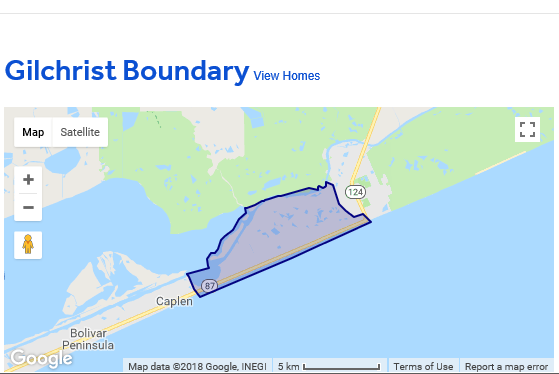 Gilchrist Boundary View Homes
Map Satellite
124
87
Caplen
Bolivar
Peninsula
Google
Map data ©2018 Google, INEGI 5 km Terms of Use Report a map error